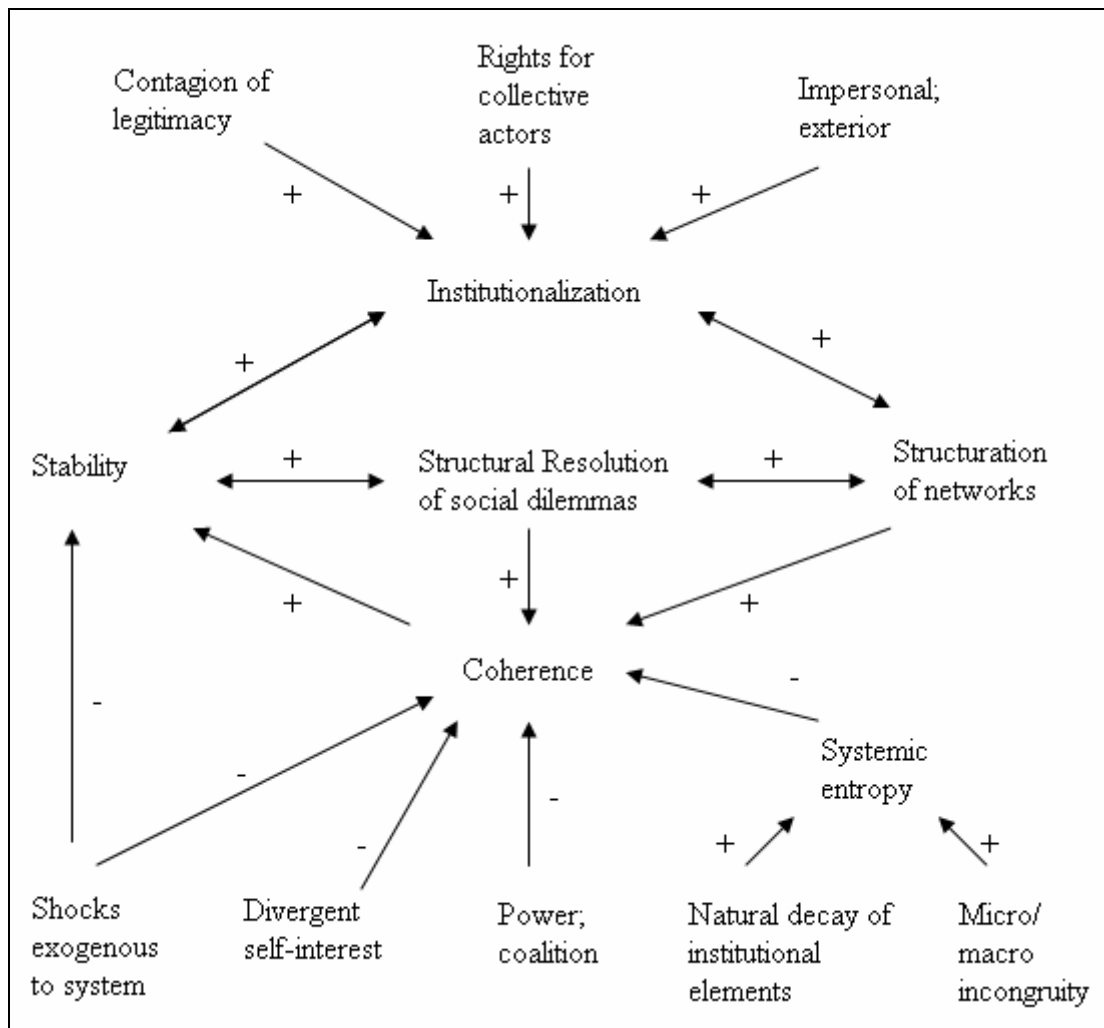 Contagion of
legitimacy
Rights for
collective
actors
Impersonal;
exterior
+
+
+
Institutionalization
+
+
Stability
+
Structural Resolution
of social dilemmas
+
Structuration
of networks
+
+
+
Coherence
-
-
-
-
-
Systemic
entropy
+
+
Shocks
exogenous
to system
Divergent
self-interest
Power;
coalition
Natural decay of
institutional
elements
Micro/
macro
incongruity